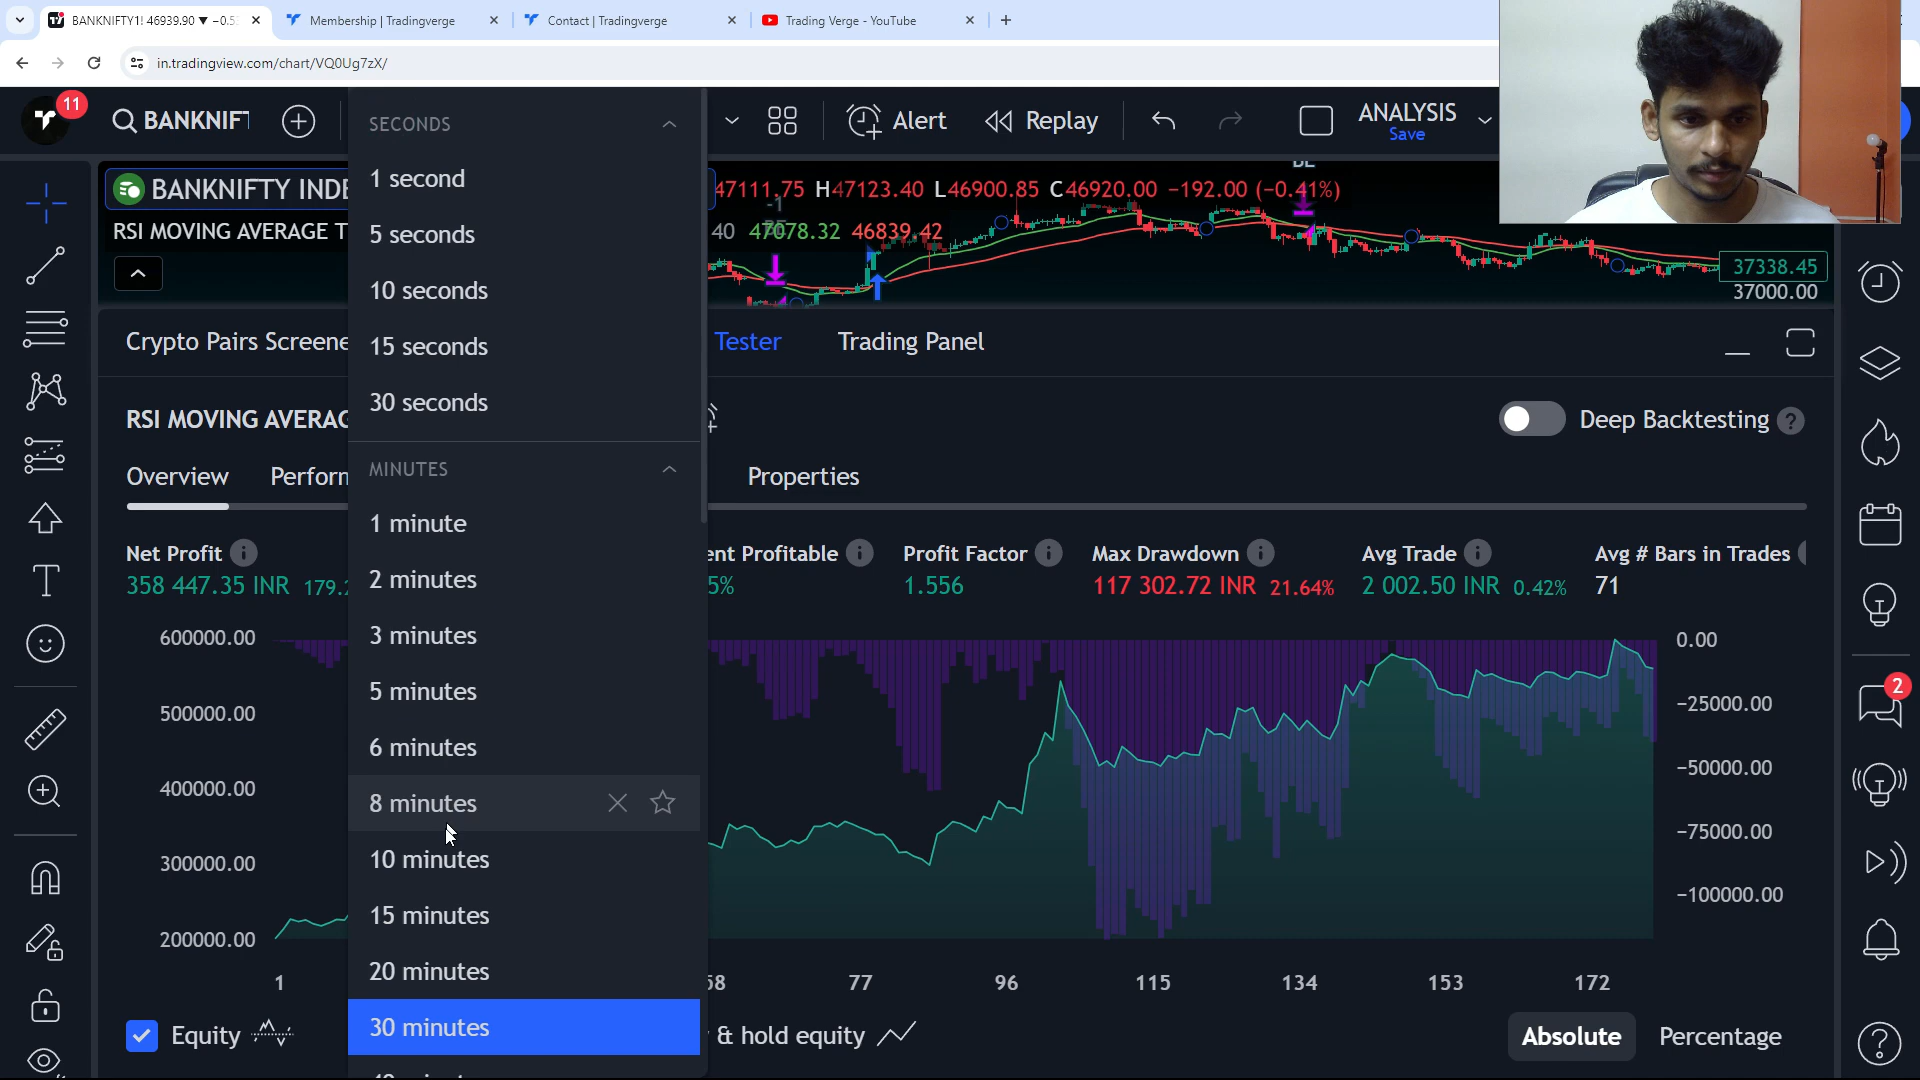 BANKNIFTY1! 46939.90 ▼ −0.5
Membership | Tradingverge
Contact | Tradingverge
Trading Verge - YouTube
in.tradingview.com/chart/VQ0Ug7zX/
11
BANKNIFT
Alert
Replay
ANALYSIS
Save
BANKNIFTY INDE
47111.75 H47123.40 L46900.85 C46920.00 −192.00 (−0.41%)
RSI MOVING AVERAGE T
40 47078.32 46839.42
-1
BE
37338.45
37000.00
SECONDS
1 second
5 seconds
10 seconds
15 seconds
30 seconds
MINUTES
1 minute
2 minutes
3 minutes
5 minutes
6 minutes
8 minutes
10 minutes
15 minutes
20 minutes
30 minutes
Crypto Pairs Screene
Tester
Trading Panel
RSI MOVING AVERAG
Deep Backtesting
Overview
Perforr
Properties
Net Profit
358 447.35 INR 179.2
ent Profitable
5%
Profit Factor
1.556
Max Drawdown
117 302.72 INR 21.64%
Avg Trade
2 002.50 INR 0.42%
Avg # Bars in Trades
71
600000.00
500000.00
400000.00
300000.00
200000.00
0.00
−25000.00
−50000.00
−75000.00
−100000.00
1
58
77
96
115
134
153
172
Equity
& hold equity
Absolute
Percentage
2